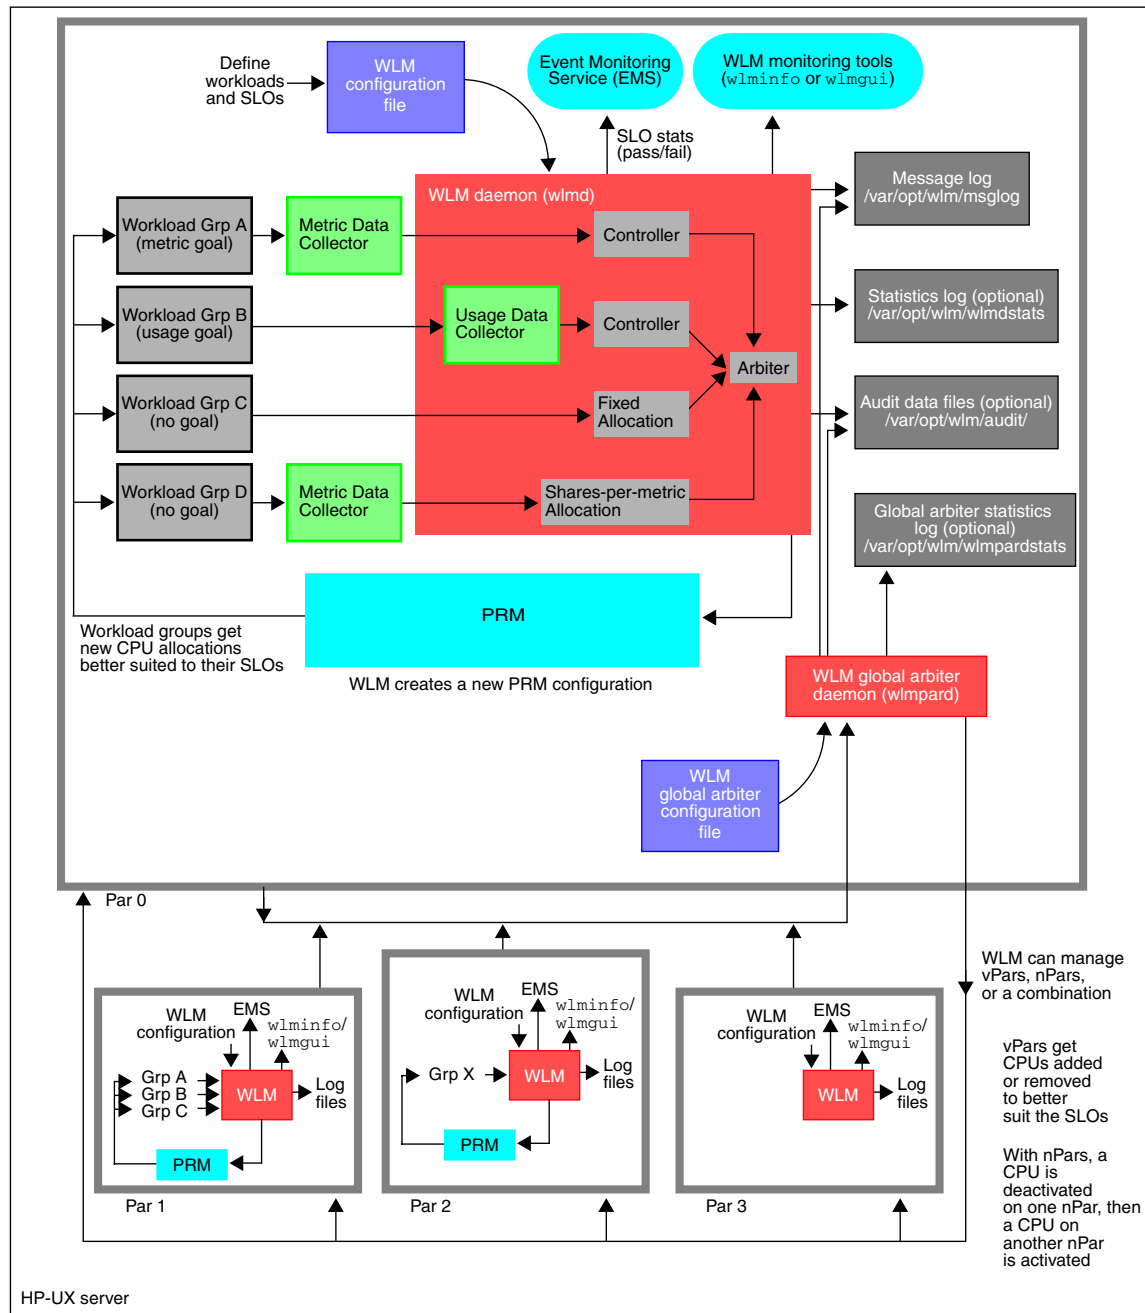 Define
workloads
and SLOs
WLM
configuration
file
Event Monitoring
Service (EMS)
WLM monitoring tools
(wlminfo or wlmgui)
SLO stats
(pass/fail)
WLM daemon (wlmd)
Message log
/var/opt/wlm/msglog
Workload Grp A
(metric goal)
Metric Data
Collector
Controller
Statistics log (optional)
/var/opt/wlm/wlmdstats
Workload Grp B
(usage goal)
Usage Data
Collector
Controller
Arbiter
Workload Grp C
(no goal)
Fixed
Allocation
Audit data files (optional)
/var/opt/wlm/audit/
Workload Grp D
(no goal)
Metric Data
Collector
Shares-per-metric
Allocation
Global arbiter statistics
log (optional)
/var/opt/wlm/wlmpardstats
PRM
Workload groups get
new CPU allocations
better suited to their SLOs
WLM creates a new PRM configuration
WLM global arbiter
daemon (wlmpard)
WLM
global arbiter
configuration
file
Par 0
WLM can manage
vPars, nPars,
or a combination
WLM
configuration
EMS
wlminfo/
wlmgui
Grp A
Grp B
Grp C
WLM
Log
files
PRM
Par 1
WLM
configuration
EMS
wlminfo/
wlmgui
Grp X
WLM
Log
files
PRM
Par 2
WLM
configuration
EMS
wlminfo/
wlmgui
WLM
Log
files
Par 3
vPars get
CPUs added
or removed
to better
suit the SLOs
With nPars, a
CPU is
deactivated
on one nPar, then
a CPU on
another nPar
is activated
HP-UX server